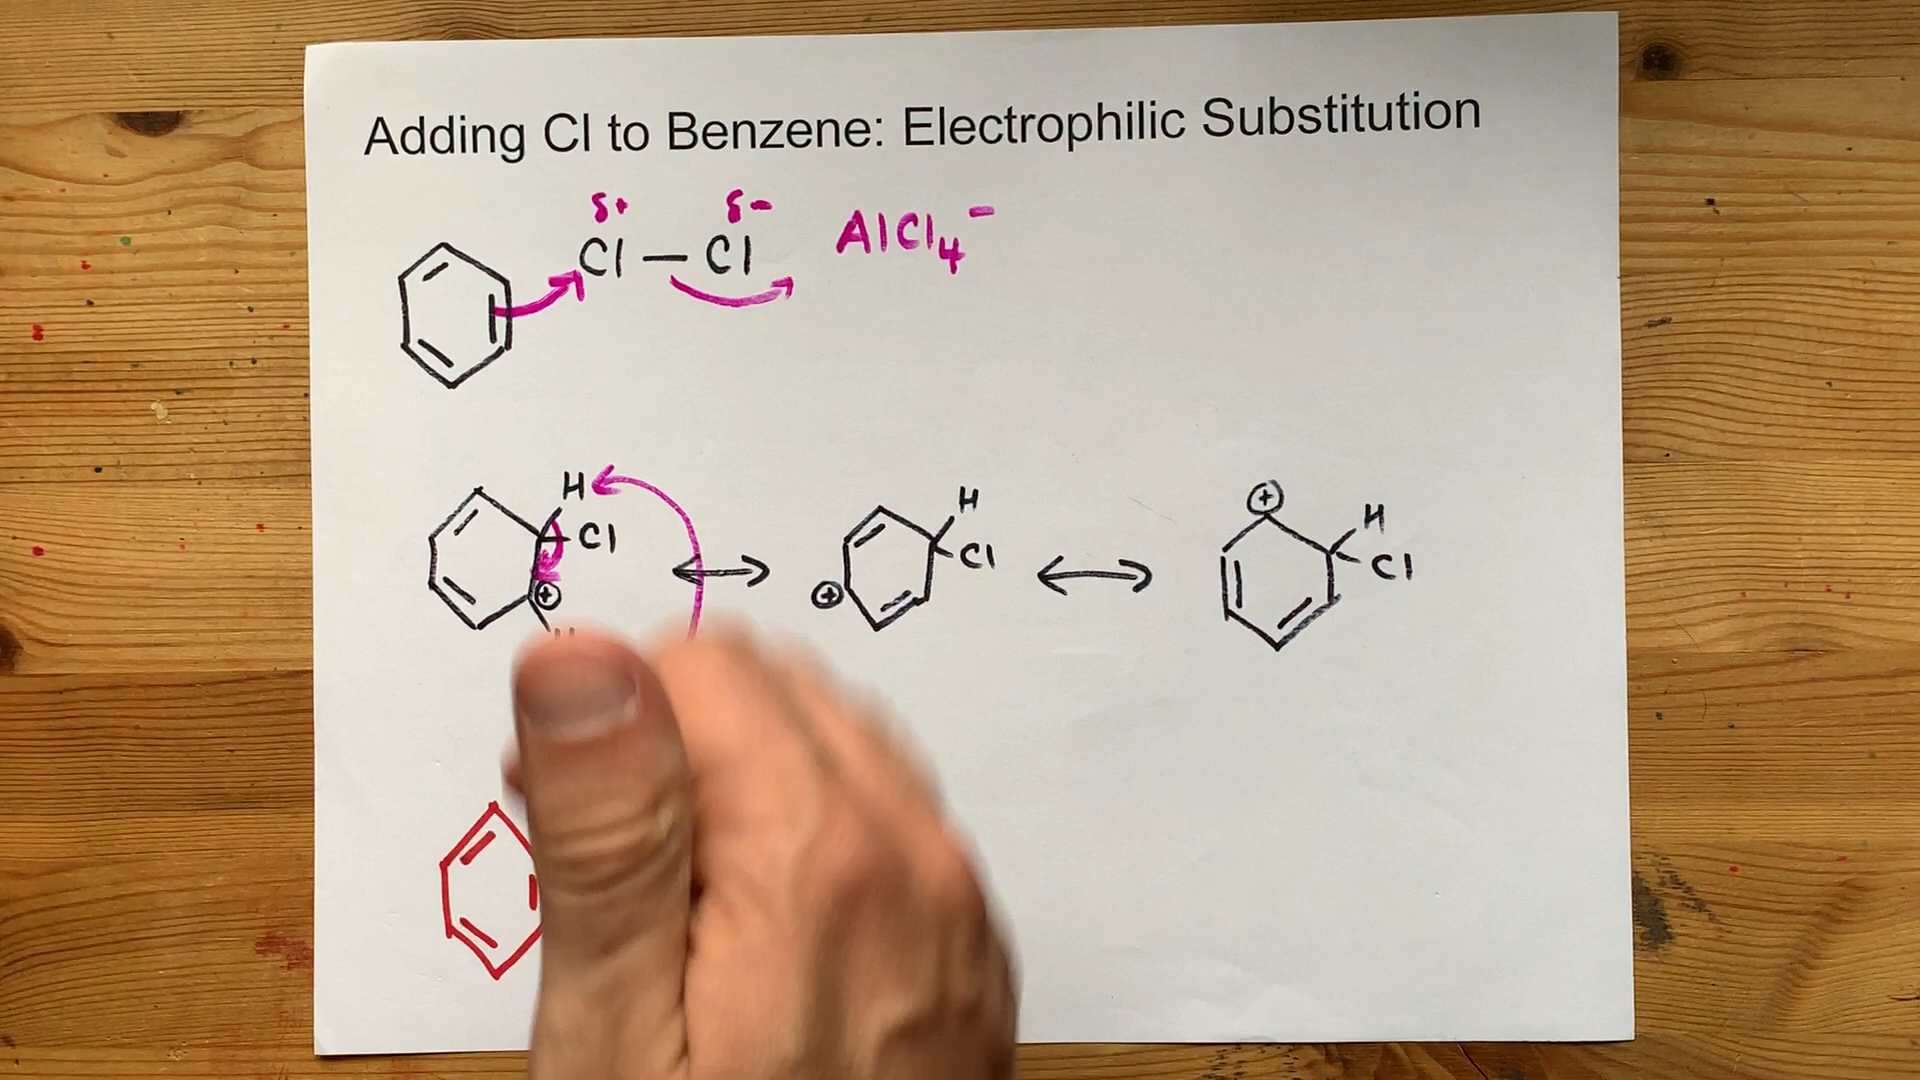 Adding Cl to Benzene: Electrophilic Substitution
δ+ δ-
Cl — Cl AlCl₄⁻
H H + H
Cl Cl Cl
+ +